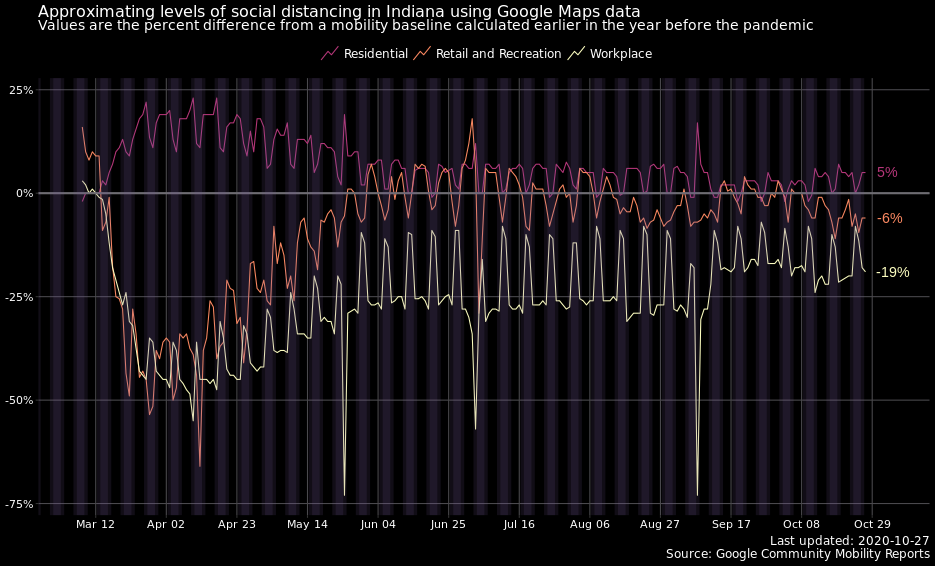 Approximating levels of social distancing in Indiana using Google Maps data
Values are the percent difference from a mobility baseline calculated earlier in the year before the pandemic
Residential Retail and Recreation Workplace
25%
0%
-25%
-50%
-75%
5%
-6%
-19%
Mar 12 Apr 02 Apr 23 May 14 Jun 04 Jun 25 Jul 16 Aug 06 Aug 27 Sep 17 Oct 08 Oct 29
Last updated: 2020-10-27
Source: Google Community Mobility Reports